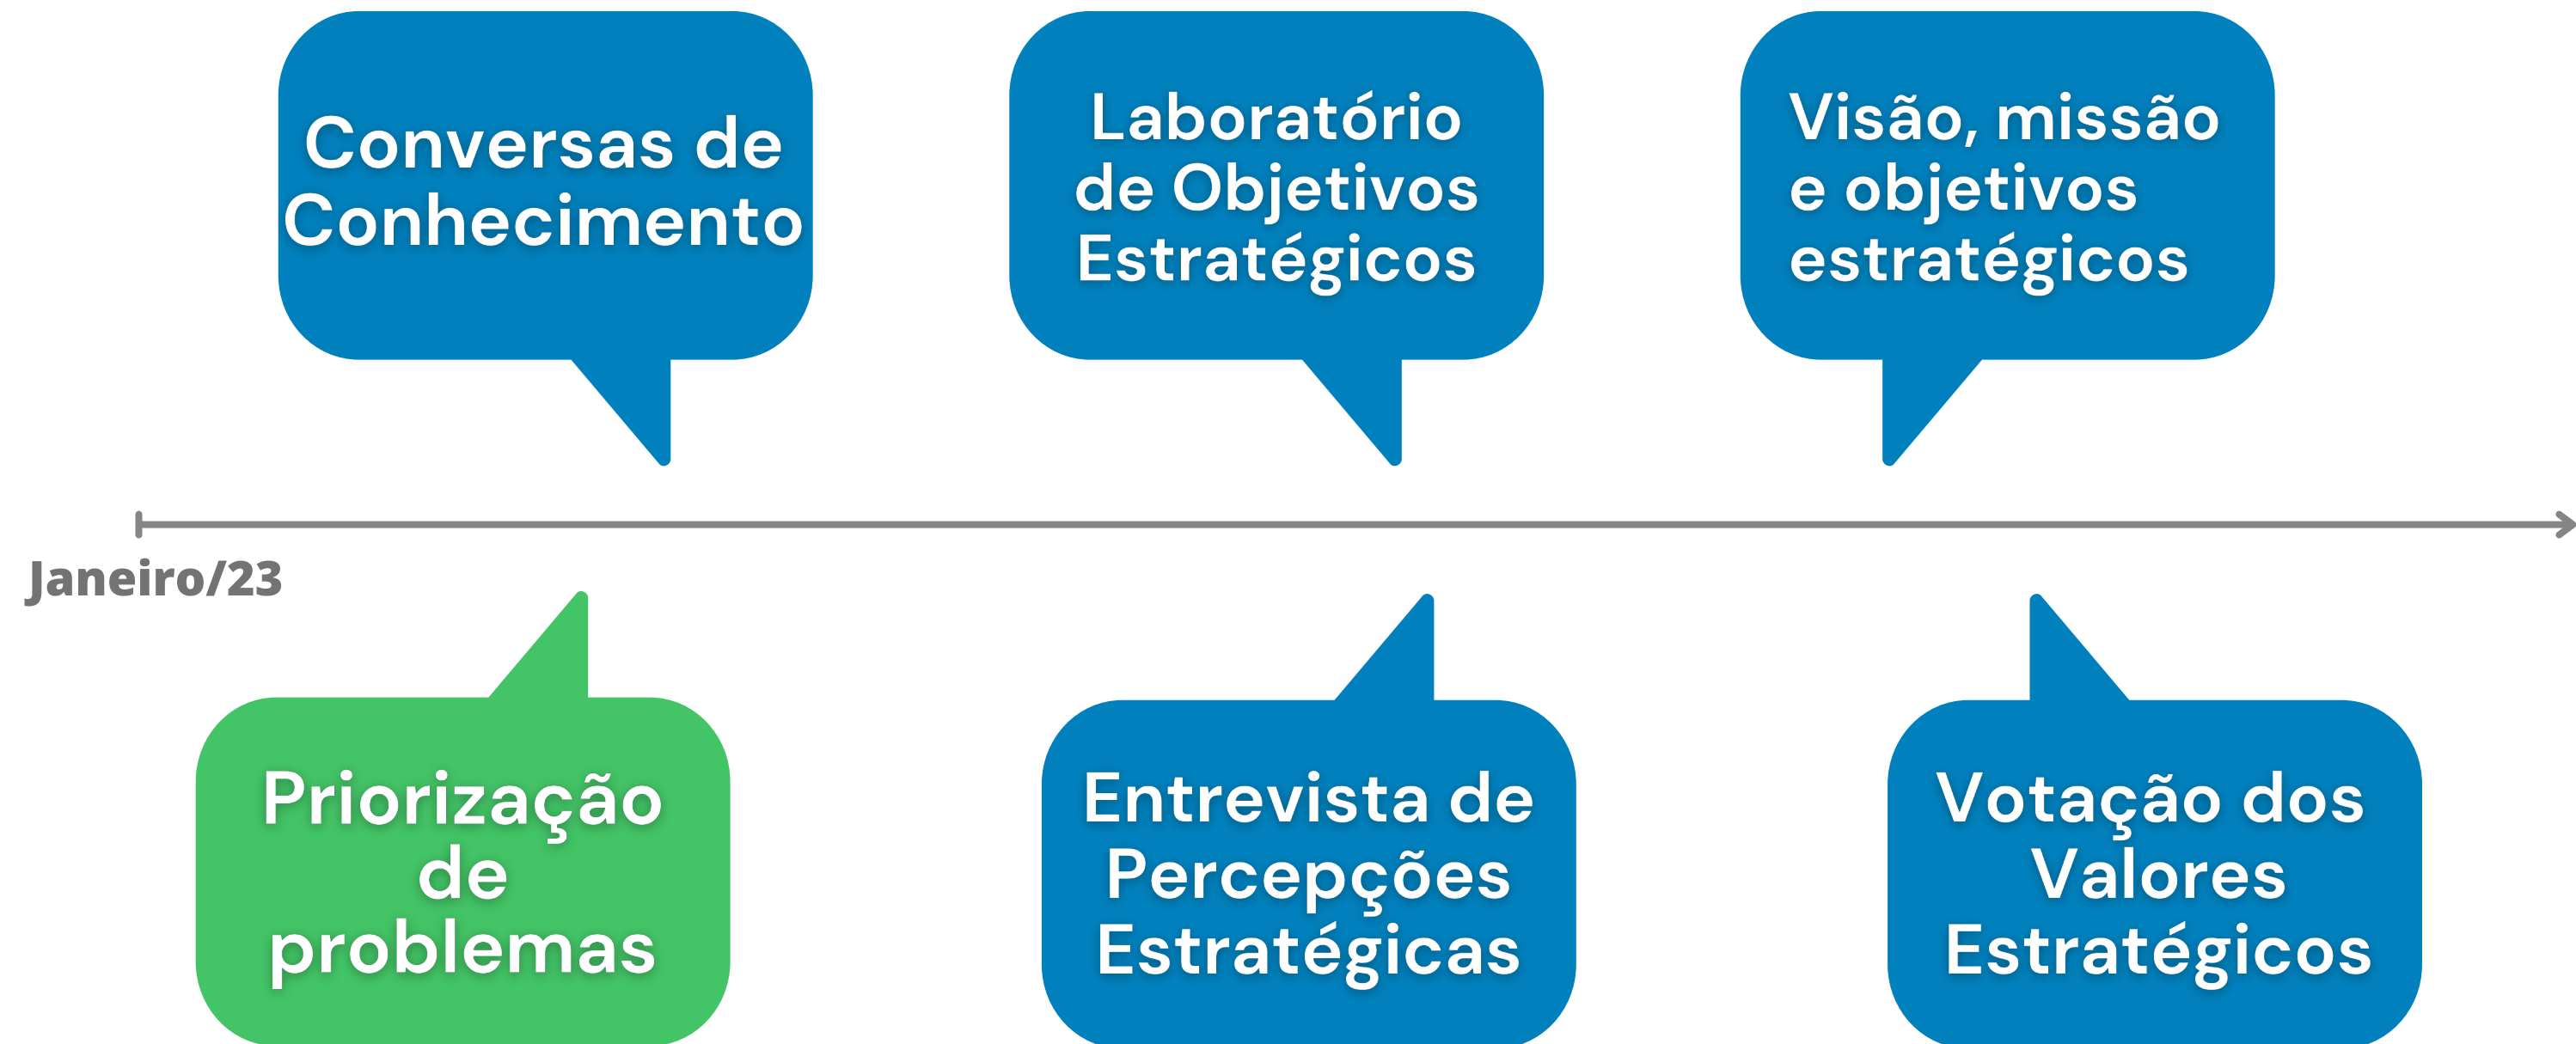 Conversas de
Conhecimento
Laboratório
de Objetivos
Estratégicos
Visão, missão
e objetivos
estratégicos
Janeiro/23
Priorização
de
problemas
Entrevista de
Percepções
Estratégicas
Votação dos
Valores
Estratégicos